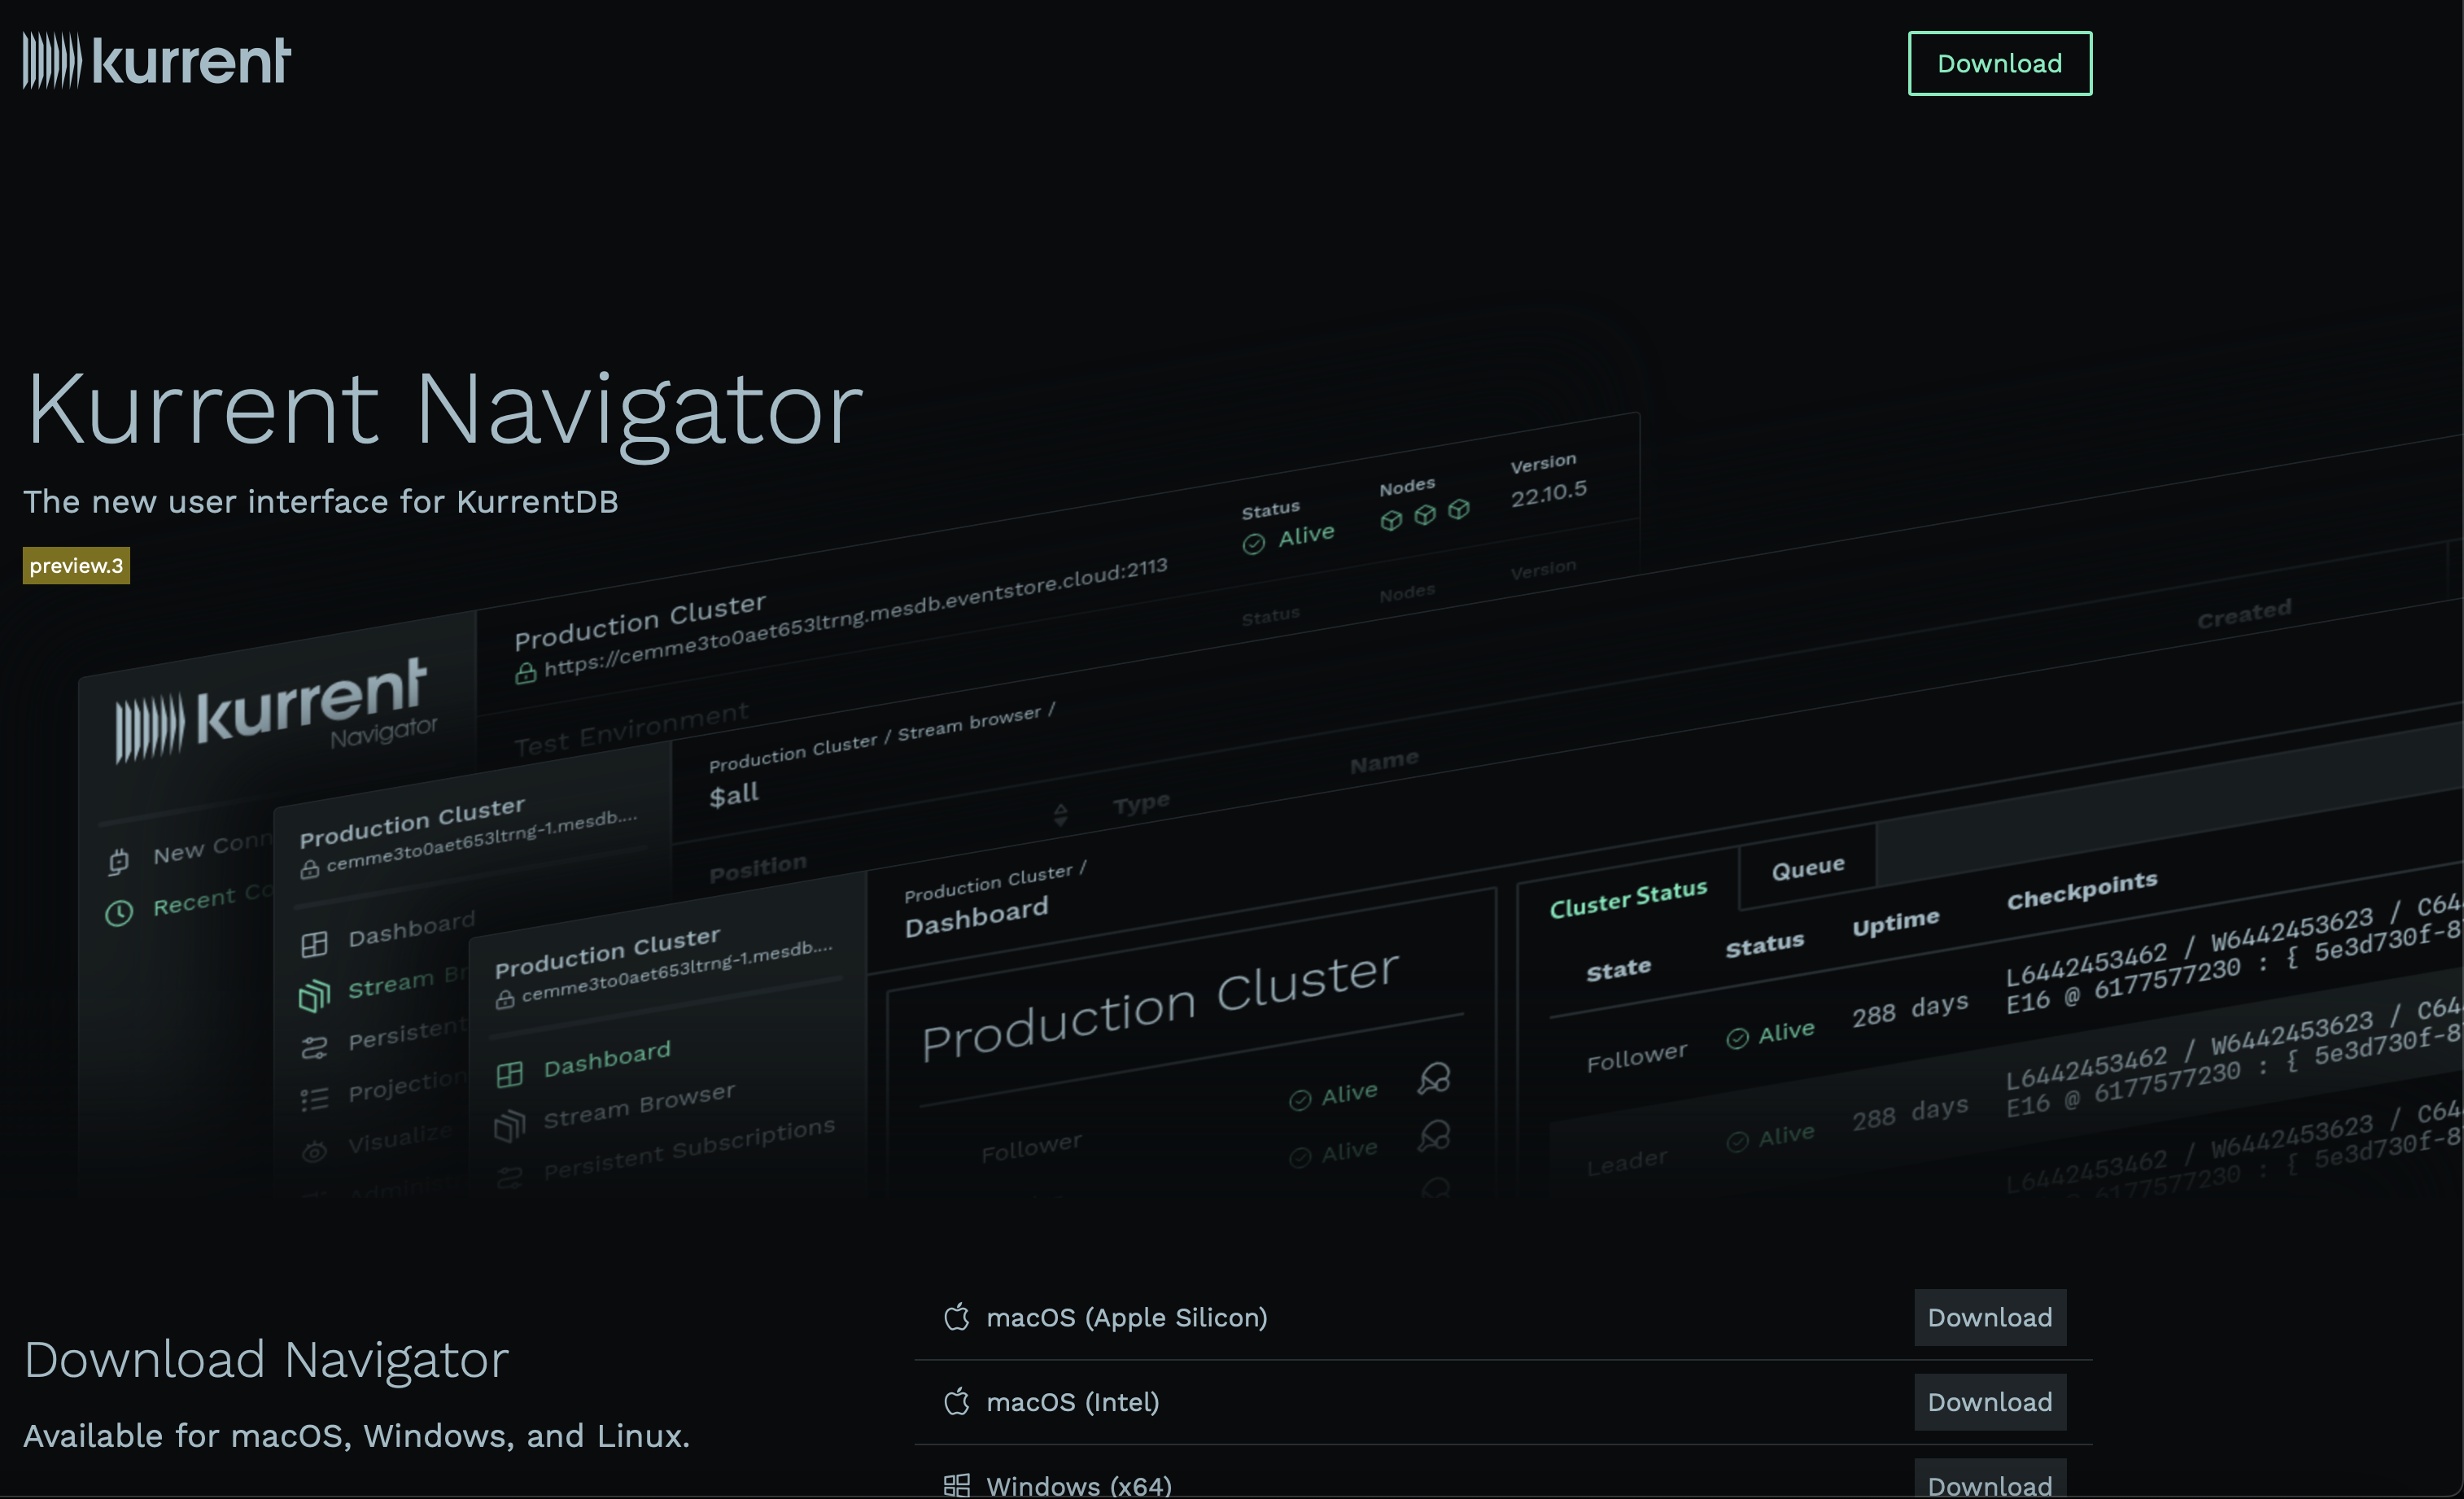 kurrent
Download
Kurrent Navigator
The new user interface for KurrentDB
preview.3
kurrent
Navigator
New Conn
Recent Co
Production Cluster
https://cemme3to0aet653ltrng.mesdb.eventstore.cloud:2113
Status
Alive
Nodes
Version
22.10.5
Test Environment
Status
Nodes
Version
Production Cluster
cemme3to0aet653ltrng-1.mesdb....
Dashboard
Stream Br
Persistent
Projection
Visualize
Adminis
Production Cluster / Stream browser /
$all
Position
Type
Name
Created
Production Cluster
cemme3to0aet653ltrng-1.mesdb....
Dashboard
Stream Browser
Persistent Subscriptions
Production Cluster /
Dashboard
Production Cluster
Alive
Follower
Alive
Cluster Status
Queue
State
Status
Uptime
Checkpoints
Follower
Alive
288 days
L6442453462 / W6442453623 / C64
E16 @ 6177577230 : { 5e3d730f-8
Leader
Alive
288 days
L6442453462 / W6442453623 / C64
E16 @ 6177577230 : { 5e3d730f-8
L6442453462 / W6442453623 / C64
@ 6177577230 : { 5e3d730f-8
Download Navigator
Available for macOS, Windows, and Linux.
macOS (Apple Silicon)
Download
macOS (Intel)
Download
Windows (x64)
Download